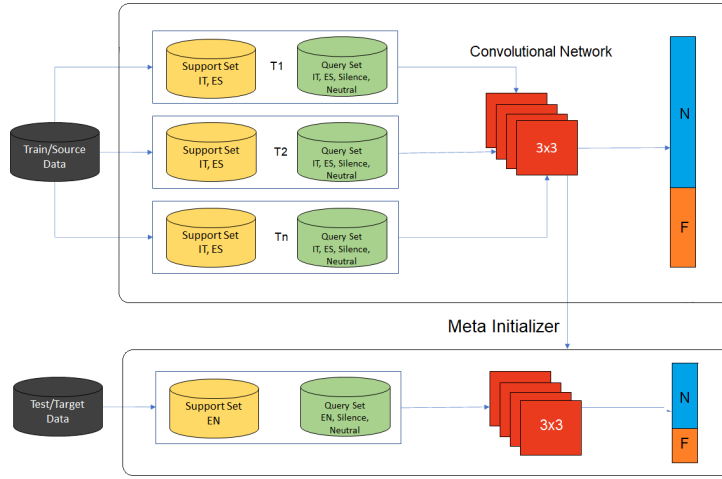 Support Set
IT, ES
T1
Query Set
IT, ES, Silence,
Neutral
Convolutional Network
Train/Source
Data
Support Set
IT, ES
T2
Query Set
IT, ES, Silence,
Neutral
3x3
N
F
Support Set
IT, ES
Tn
Query Set
IT, ES, Silence,
Neutral
Meta Initializer
Test/Target
Data
Support Set
EN
Query Set
EN, Silence,
Neutral
3x3
N
F